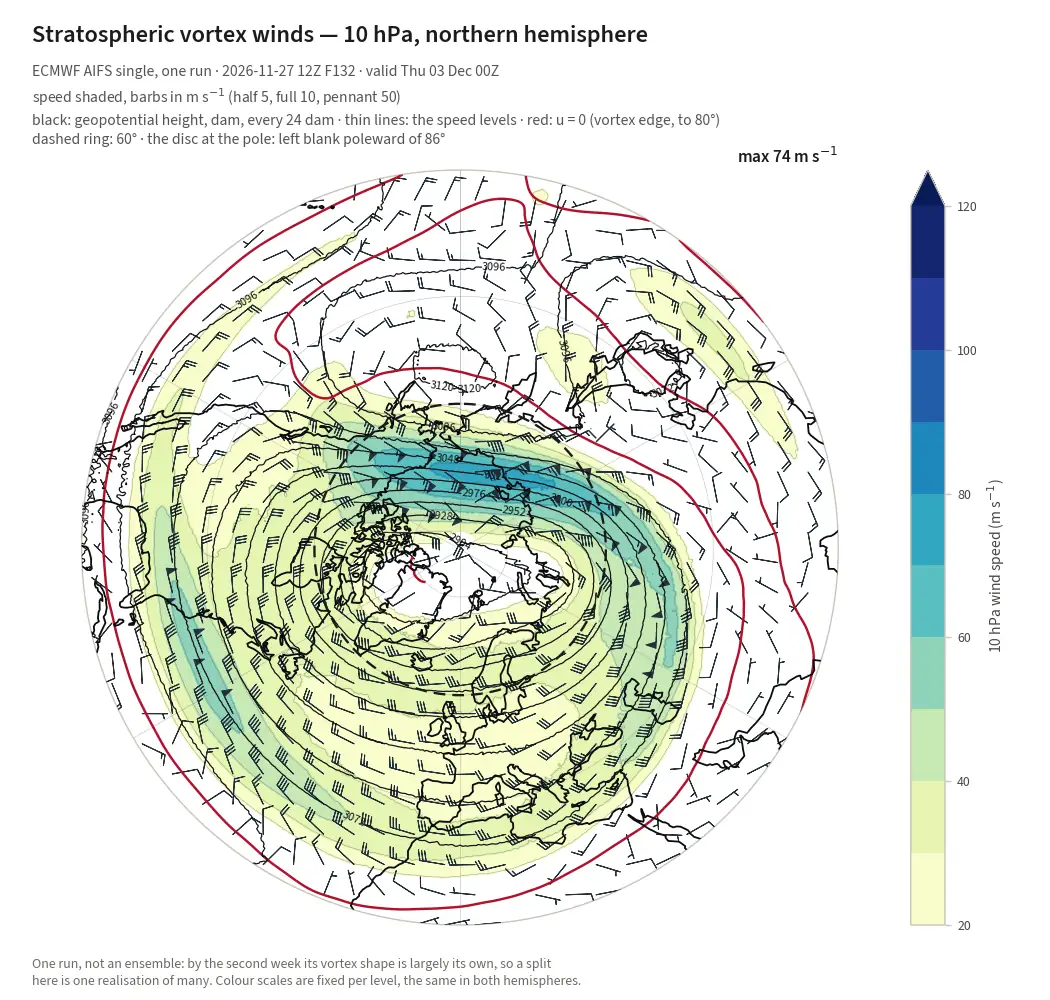 Stratospheric vortex winds — 10 hPa, northern hemisphere
ECMWF AIFS single, one run · 2026-11-27 12Z F132 · valid Thu 03 Dec 00Z
speed shaded, barbs in m s−1 (half 5, full 10, pennant 50)
black: geopotential height, dam, every 24 dam · thin lines: the speed levels · red: u = 0 (vortex edge, to 80°)
dashed ring: 60° · the disc at the pole: left blank poleward of 86°
max 74 m s−1
120
100
80
60
40
20
10 hPa wind speed (m s−1)
3096
3096
3096
3120
3120
3048
2976
2952
One run, not an ensemble: by the second week its vortex shape is largely its own, so a split
here is one realisation of many. Colour scales are fixed per level, the same in both hemispheres.